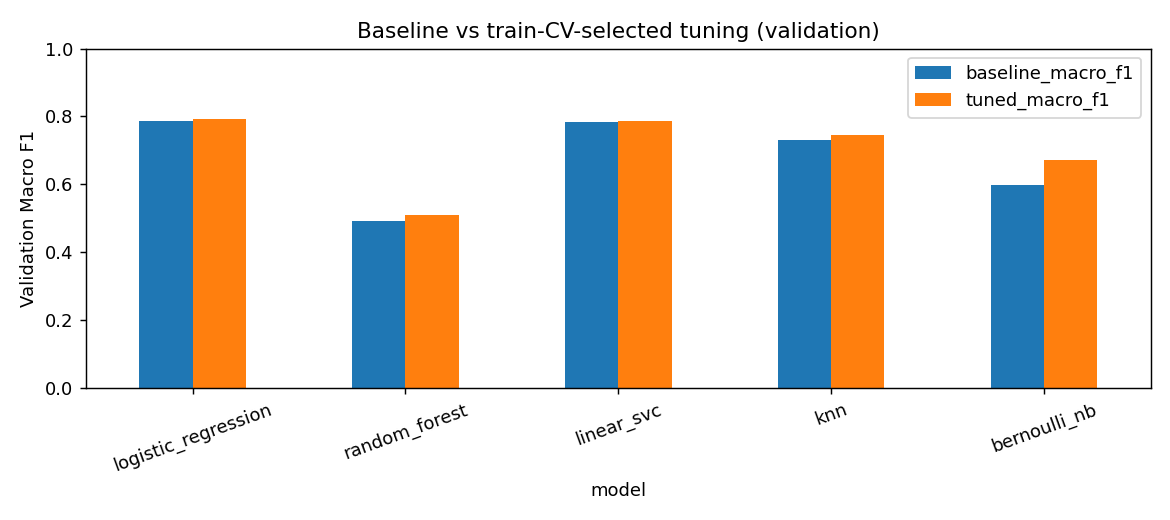 Baseline vs train-CV-selected tuning (validation)
baseline_macro_f1
tuned_macro_f1
Validation Macro F1
1.0
0.8
0.6
0.4
0.2
0.0
logistic_regression
random_forest
linear_svc
knn
bernoulli_nb
model